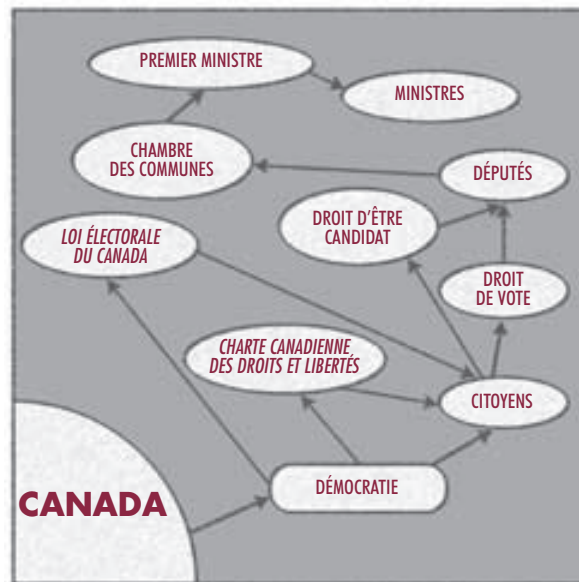 PREMIER MINISTRE
MINISTRES
CHAMBRE
DES COMMUNES
DÉPUTÉS
DROIT D'ÊTRE
CANDIDAT
LOI ÉLECTORALE
DU CANADA
DROIT
DE VOTE
CHARTE CANADIENNE
DES DROITS ET LIBERTÉS
CITOYENS
DÉMOCRATIE
CANADA